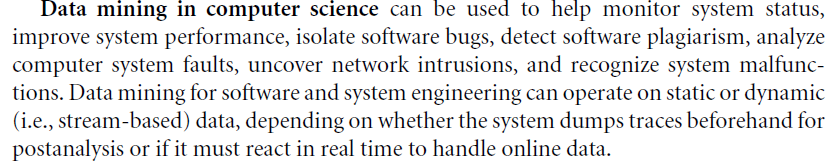 Data mining in computer science can be used to help monitor system status,
improve system performance, isolate software bugs, detect software plagiarism, analyze
computer system faults, uncover network intrusions, and recognize system malfunc-
tions. Data mining for software and system engineering can operate on static or dynamic
(i.e., stream-based) data, depending on whether the system dumps traces beforehand for
postanalysis or if it must react in real time to handle online data.